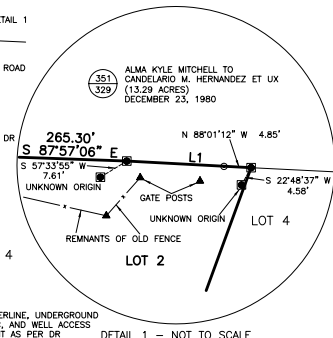 ETAIL 1
ROAD
351
329
ALMA KYLE MITCHELL TO
CANDELARIO M. HERNANDEZ ET UX
(13.29 ACRES)
DECEMBER 23, 1980
DR
265.30'
S 87°57'06" E
N 88°01'12" W 4.85'
L1
S 57°33'55" W
7.61'
UNKNOWN ORIGIN
S 22°48'37" W
4.58'
GATE POSTS
UNKNOWN ORIGIN
LOT 4
REMNANTS OF OLD FENCE
LOT 2
4
ERLINE, UNDERGROUND
C, AND WELL ACCESS
NT AS PER DR
DETAIL 1 - NOT TO SCALE